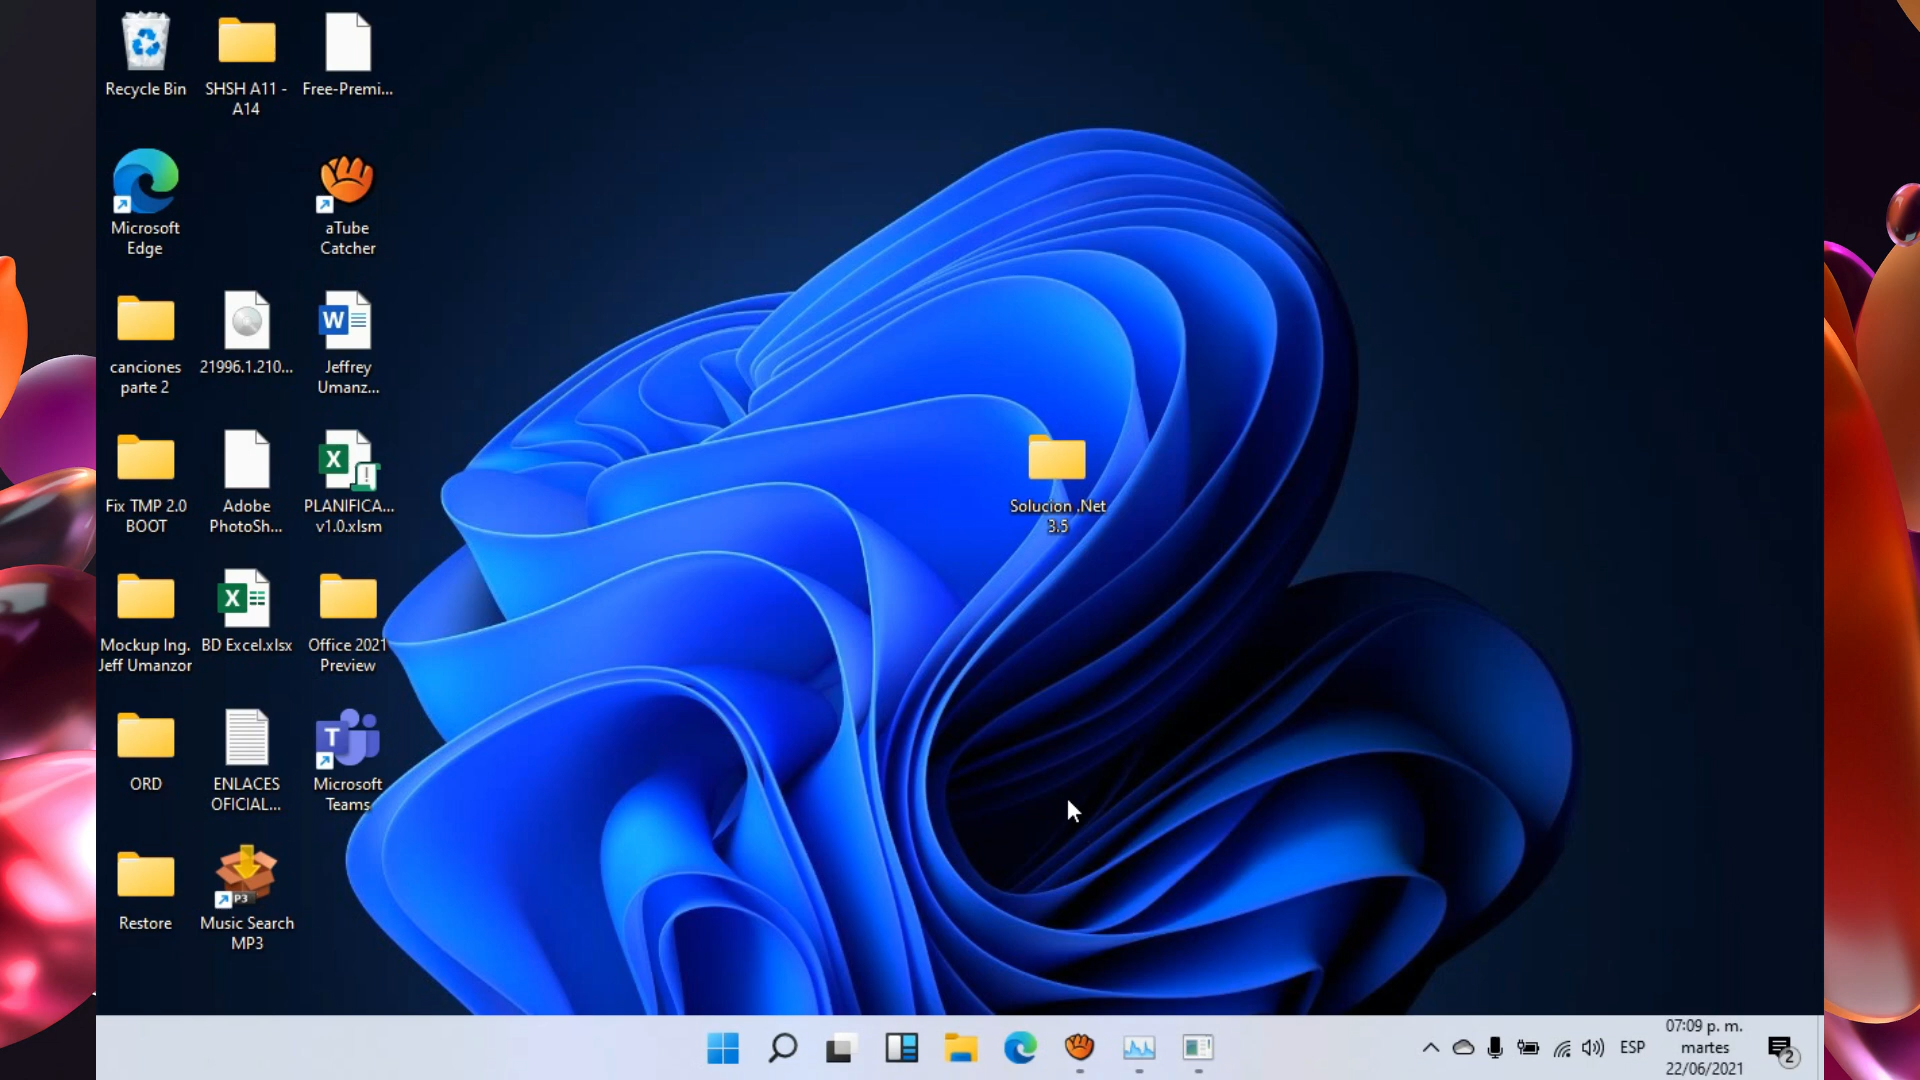 Recycle Bin
SHSH A11 -
A14
Free-Premi...
Microsoft
Edge
aTube
Catcher
canciones
parte 2
21996.1.210...
W
Jeffrey
Umanz...
Fix TMP 2.0
BOOT
Adobe
PhotoSh...
X
PLANIFICA...
v1.0.xlsm
Solucion .Net
3.5
Mockup Ing.
Jeff Umanzor
X
BD Excel.xlsx
Office 2021
Preview
ORD
ENLACES
OFICIAL...
T
Microsoft
Teams
Restore
P3
Music Search
MP3
ESP
07:09 p. m.
martes
22/06/2021
2